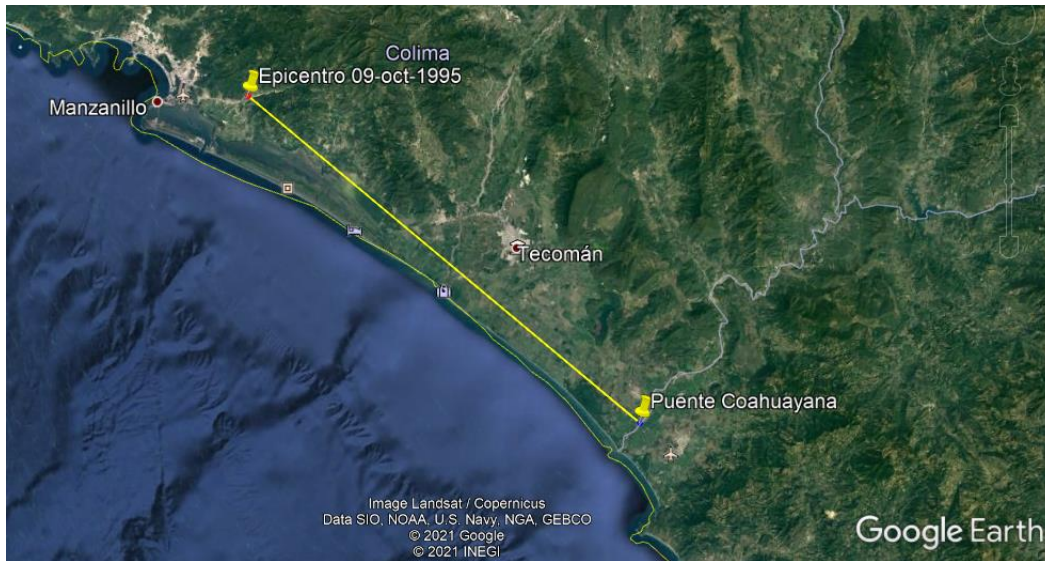 Colima
Epicentro 09-oct-1995
Manzanillo
Tecomán
Puente Coahuayana
Image Landsat / Copernicus
Data SIO, NOAA, U.S. Navy, NGA, GEBCO
© 2021 Google
© 2021 INEGI
Google Earth